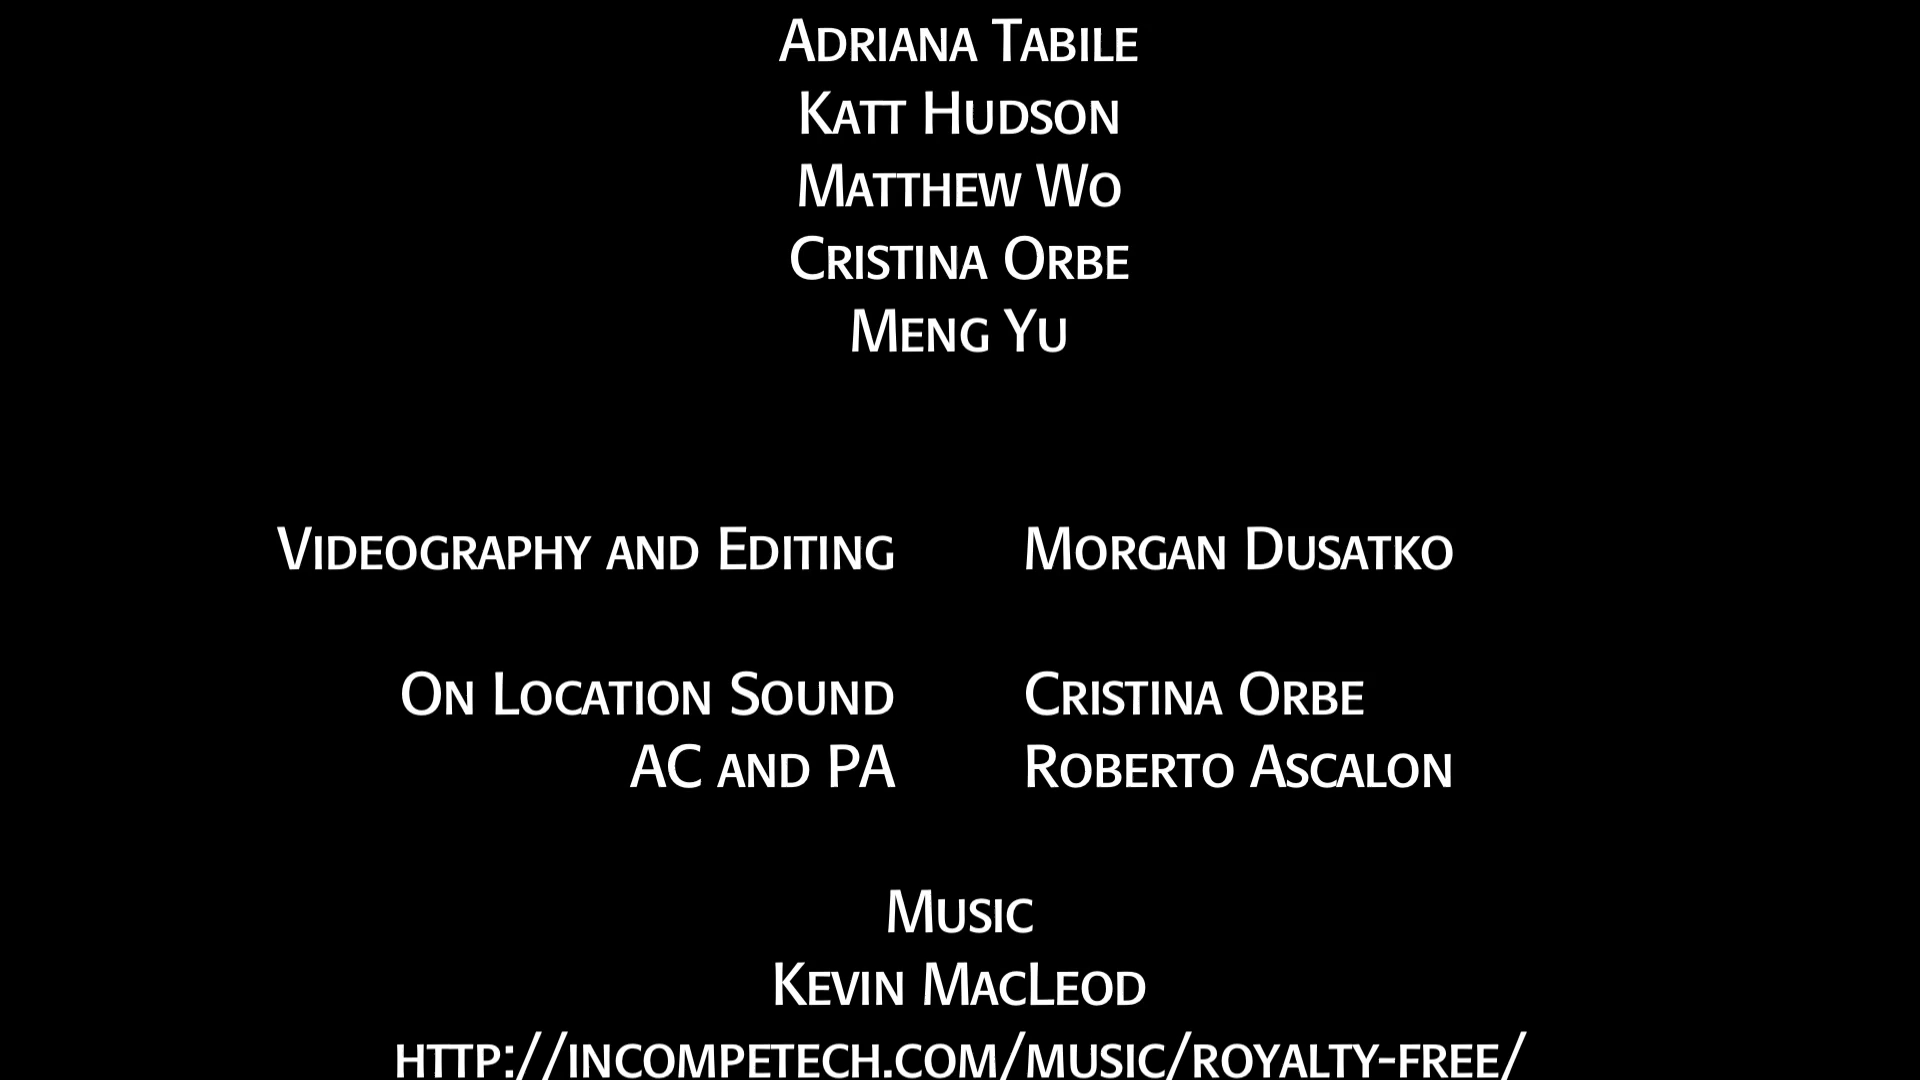 Adriana Tabile
Katt Hudson
Matthew Wo
Cristina Orbe
Meng Yu
Videography and Editing Morgan Dusatko
On Location Sound Cristina Orbe
AC and PA Roberto Ascalon
Music
Kevin MacLeod
http://incompetech.com/music/royalty-free/